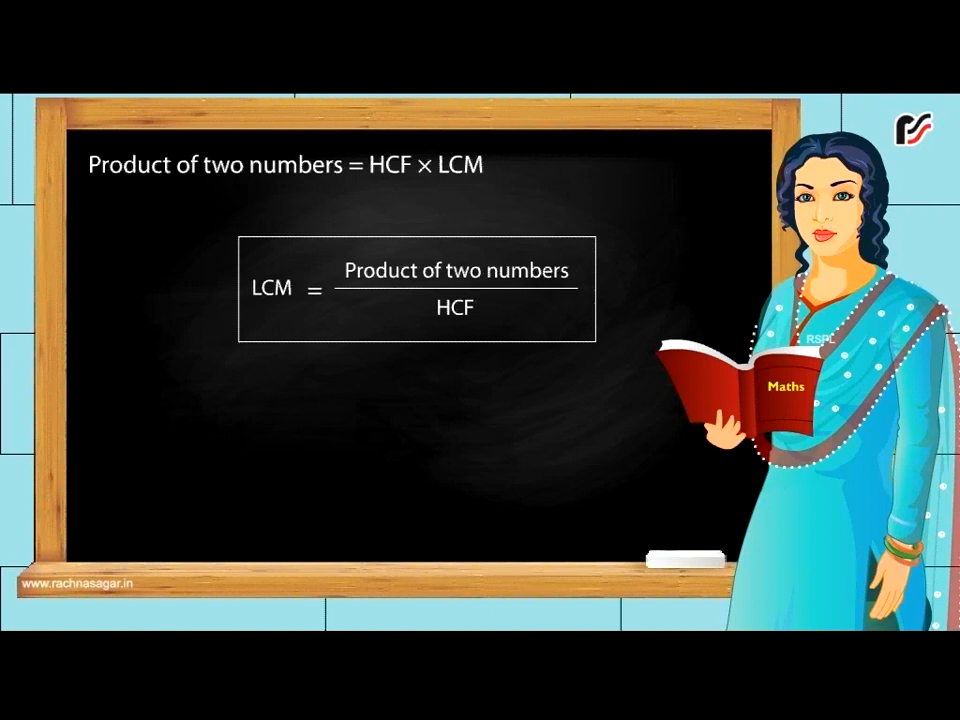 Product of two numbers = HCF × LCM
LCM = Product of two numbers
HCF
RSPL
Maths
www.rachnasagar.in